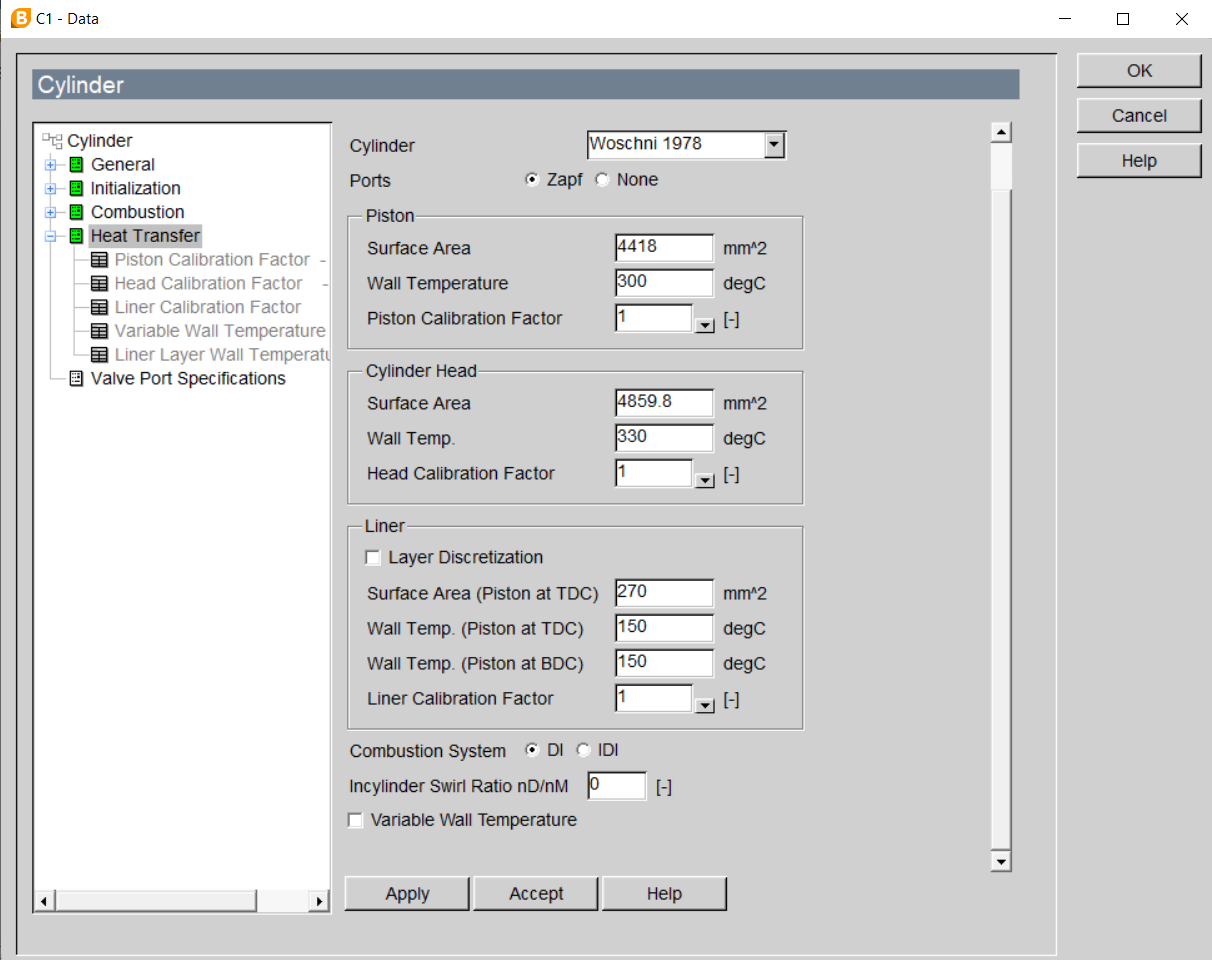 B C1 - Data
OK
Cylinder
Cancel
Help
Cylinder
General
Initialization
Combustion
Heat Transfer
Piston Calibration Factor -
Head Calibration Factor -
Liner Calibration Factor
Variable Wall Temperature
Liner Layer Wall Temperatu
Valve Port Specifications
Cylinder Woschni 1978
Ports Zapf None
Piston
Surface Area 4418 mm^2
Wall Temperature 300 degC
Piston Calibration Factor 1 [-]
Cylinder Head
Surface Area 4859.8 mm^2
Wall Temp. 330 degC
Head Calibration Factor 1 [-]
Liner
Layer Discretization
Surface Area (Piston at TDC) 270 mm^2
Wall Temp. (Piston at TDC) 150 degC
Wall Temp. (Piston at BDC) 150 degC
Liner Calibration Factor 1 [-]
Combustion System DI IDI
Incylinder Swirl Ratio nD/nM 0 [-]
Variable Wall Temperature
Apply Accept Help